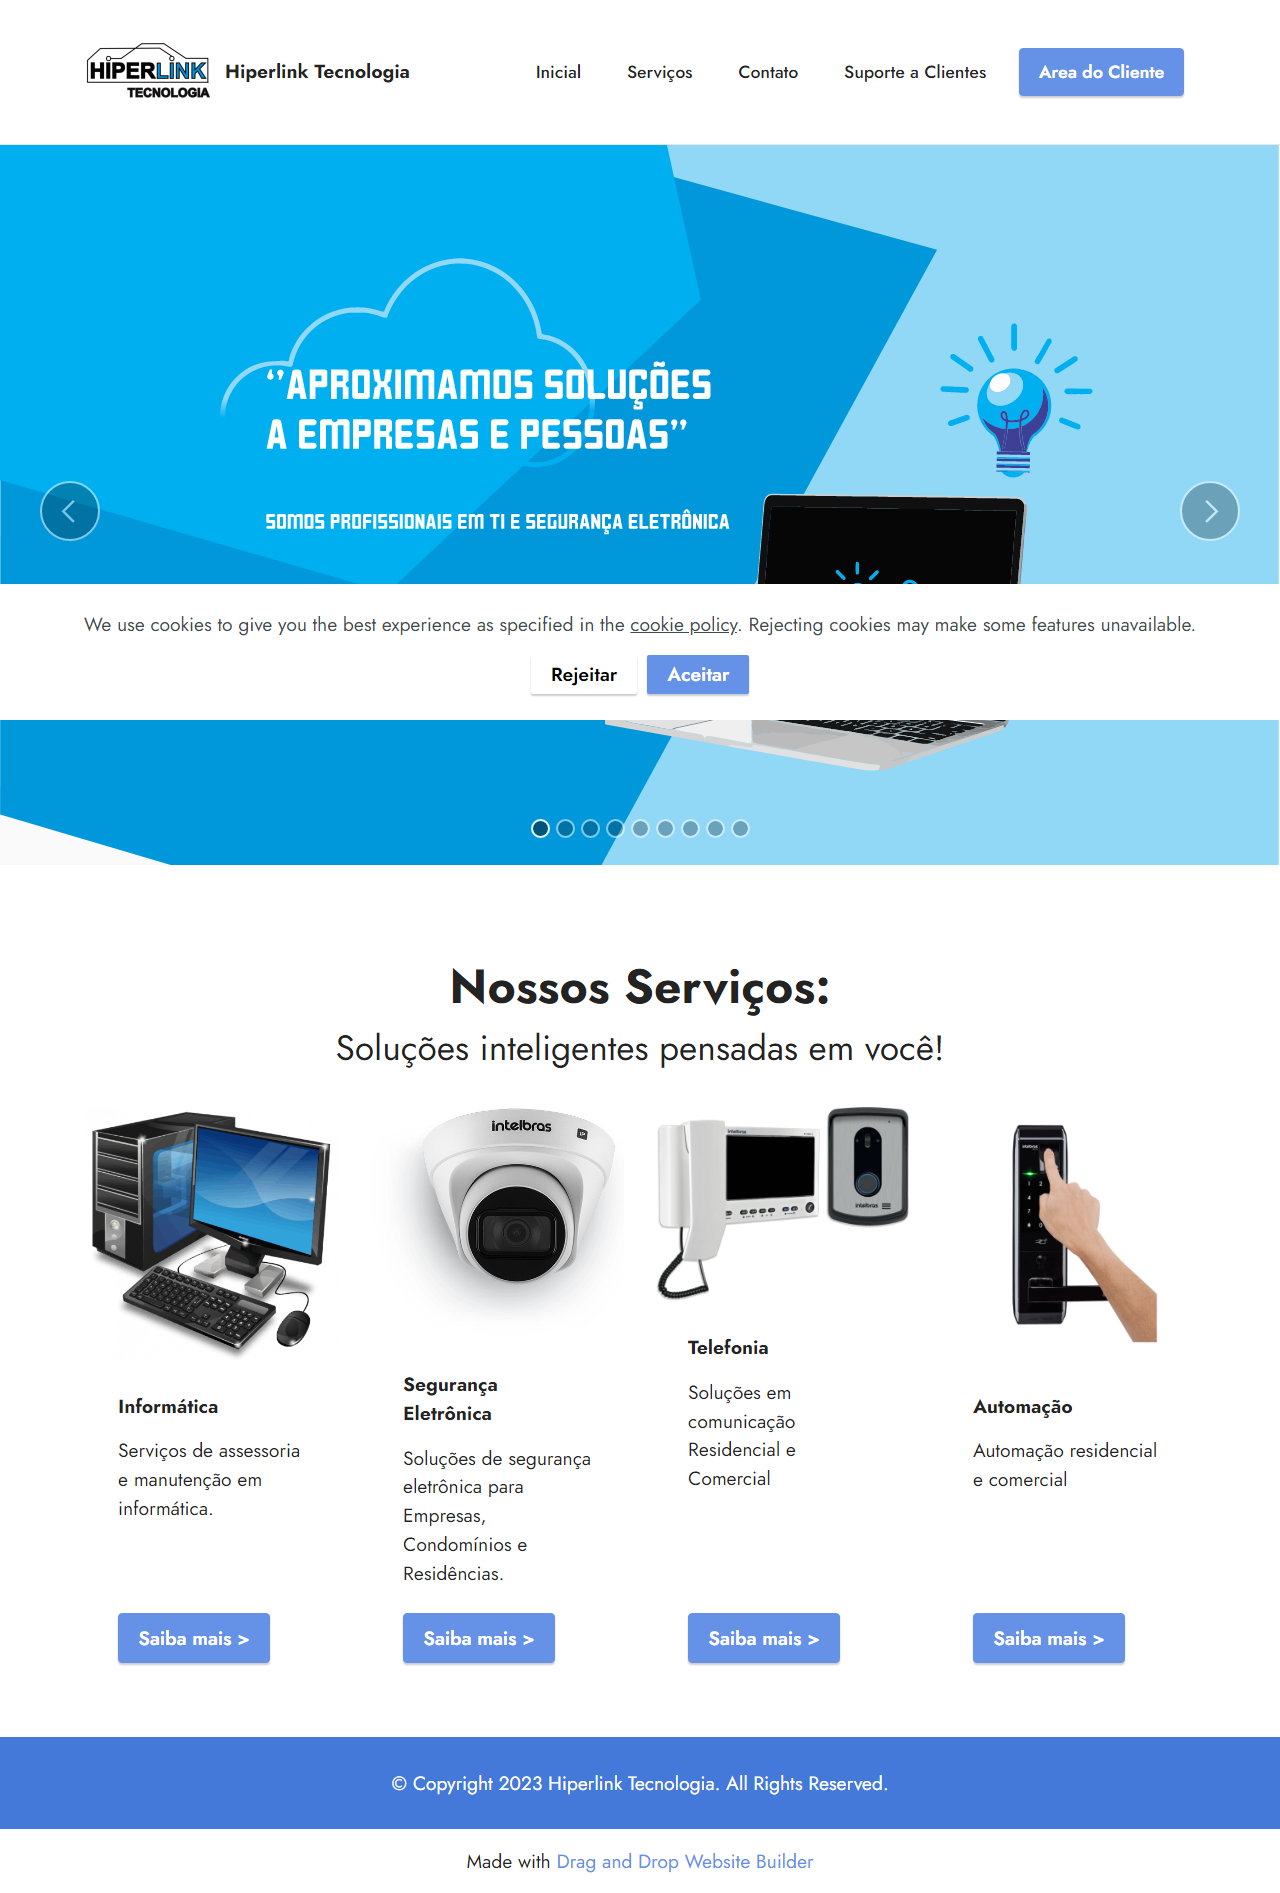 HiPERLINK
TECNOLOGIA
Hiperlink Tecnologia
Inicial
Serviços
Contato
Suporte a Clientes
Area do Cliente
‘’APROXIMAMOS SOLUÇÕES
A EMPRESAS E PESSOAS”
SOMOS PROFISSIONAIS EM TI E SEGURANÇA ELETRÔNICA
We use cookies to give you the best experience as specified in the cookie policy. Rejecting cookies may make some features unavailable.
Rejeitar
Aceitar
Nossos Serviços:
Soluções inteligentes pensadas em você!
intelbras
IP
intelbras
intelbras
intelbras
Informática
Serviços de assessoria
e manutenção em
informática.
Saiba mais >
Segurança
Eletrônica
Soluções de segurança
eletrônica para
Empresas,
Condomínios e
Residências.
Saiba mais >
Telefonia
Soluções em
comunicação
Residencial e
Comercial
Saiba mais >
Automação
Automação residencial
e comercial
Saiba mais >
© Copyright 2023 Hiperlink Tecnologia. All Rights Reserved.
Made with Drag and Drop Website Builder